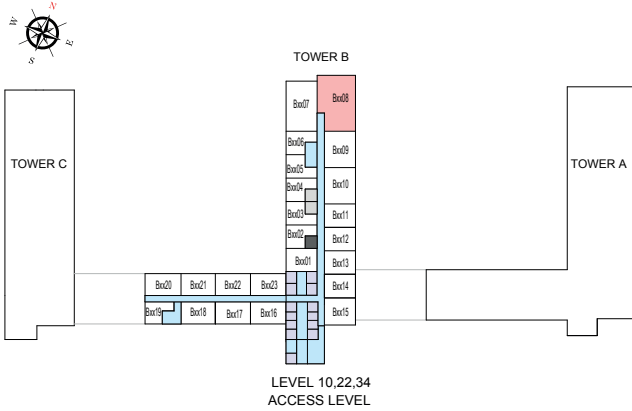 N
W
E
S
TOWER B
Bxx07
Bxx08
Bxx06
Bxx09
TOWER C
TOWER A
Bxx05
Bxx04
Bxx10
Bxx03
Bxx11
Bxx02
Bxx12
Bxx01
Bxx13
Bxx20 Bxx21 Bxx22 Bxx23
Bxx14
Bxx19 Bxx18 Bxx17 Bxx16
Bxx15
LEVEL 10,22,34
ACCESS LEVEL